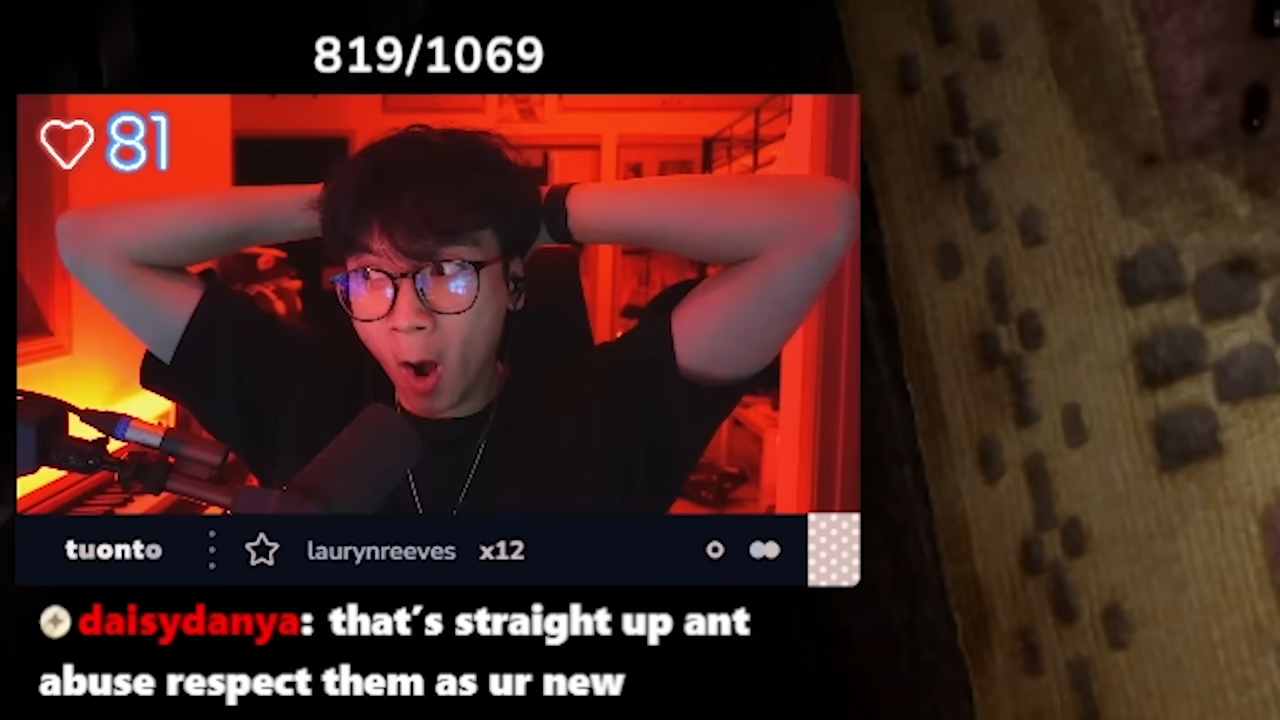 819/1069
81
tuonto laurynreeves x12
daisydanya: that's straight up ant
abuse respect them as ur new